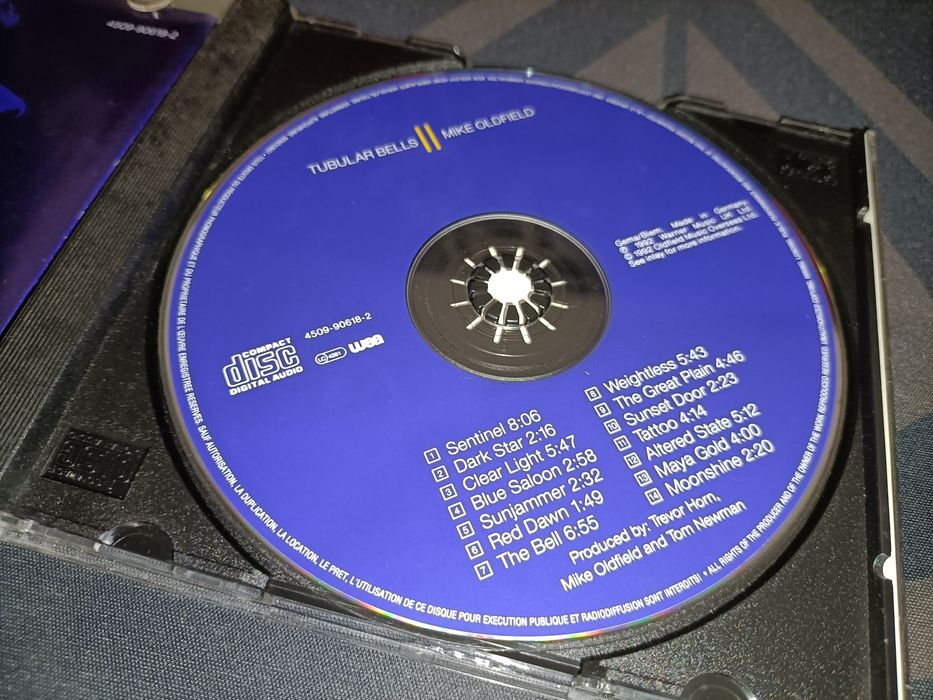 4509-90618-2
TUBULAR BELLS II MIKE OLDFIELD
Gema/Biem. Made in Germany.
℗ 1992 Warner Music UK Ltd.
© 1992 Oldfield Music Overseas Ltd.
See inlay for more information.
COMPACT
disc
DIGITAL AUDIO
4509-90618-2
LC 4281
wea
1 Sentinel 8:06
2 Dark Star 2:16
3 Clear Light 5:47
4 Blue Saloon 2:58
5 Sunjammer 2:32
6 Red Dawn 1:49
7 The Bell 6:55
8 Weightless 5:43
9 The Great Plain 4:46
10 Sunset Door 2:23
11 Tattoo 4:14
12 Altered State 5:12
13 Maya Gold 4:00
14 Moonshine 2:20
Produced by: Trevor Horn,
Mike Oldfield and Tom Newman
DU PRODUCTEUR PHONOGRAPHIQUE ET DU PROPRIETAIRE DE L'ŒUVRE ENREGISTREE RESERVES. SAUF AUTORISATION, LA DUPLICATION, LA LOCATION, LE PRET, L'UTILISATION DE CE DISQUE POUR EXECUTION PUBLIQUE ET RADIODIFFUSION SONT INTERDITS! • ALL RIGHTS OF THE PRODUCER AND OF THE OWNER OF THE WORK REPRODUCED RESERVED. UNAUTHORIZED